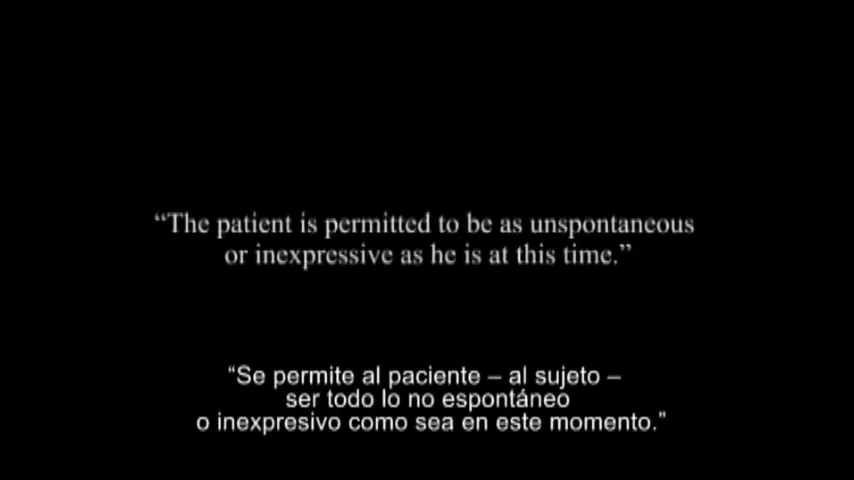 “The patient is permitted to be as unspontaneous
or inexpressive as he is at this time.”
“Se permite al paciente – al sujeto –
ser todo lo no espontáneo
o inexpresivo como sea en este momento.”